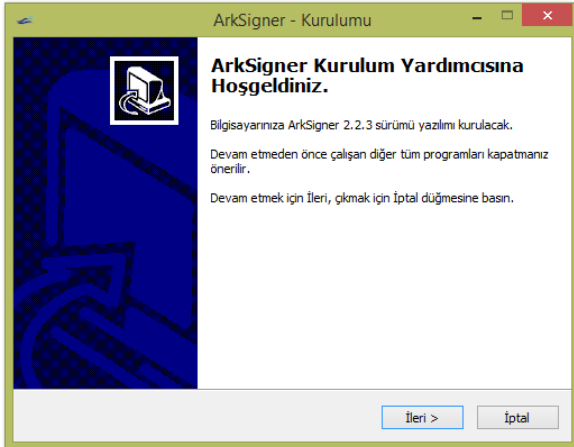 ArkSigner - Kurulumu
ArkSigner Kurulum Yardımcısına
Hoşgeldiniz.
Bilgisayarınıza ArkSigner 2.2.3 sürümü yazılımı kurulacak.
Devam etmeden önce çalışan diğer tüm programları kapatmanız
önerilir.
Devam etmek için İleri, çıkmak için İptal düğmesine basın.
İleri >
İptal